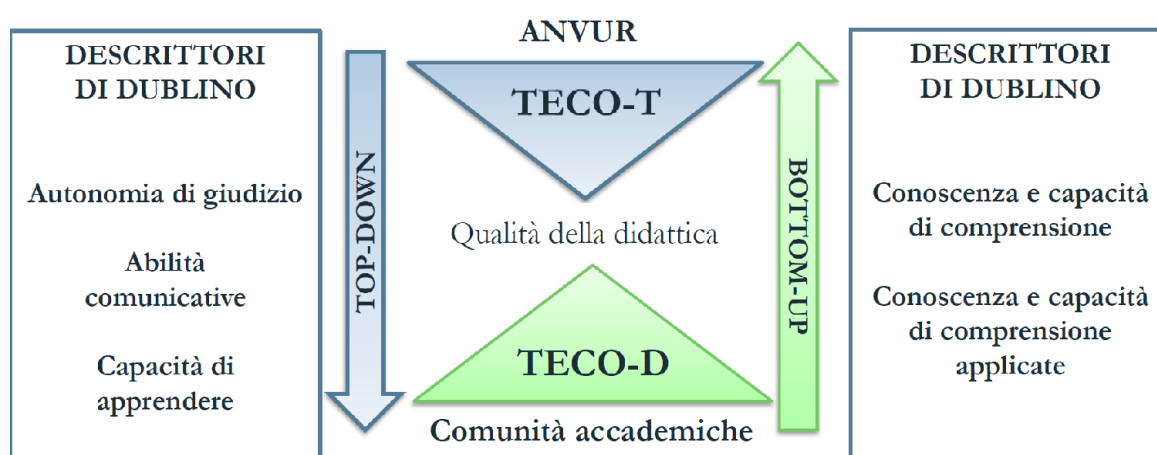 DESCRITTORI
DI DUBLINO
Autonomia di giudizio
Abilità
comunicative
Capacità di
apprendere
TOP-DOWN
ANVUR
TECO-T
Qualità della didattica
TECO-D
Comunità accademiche
BOTTOM-UP
DESCRITTORI
DI DUBLINO
Conoscenza e capacità
di comprensione
Conoscenza e capacità
di comprensione
applicate